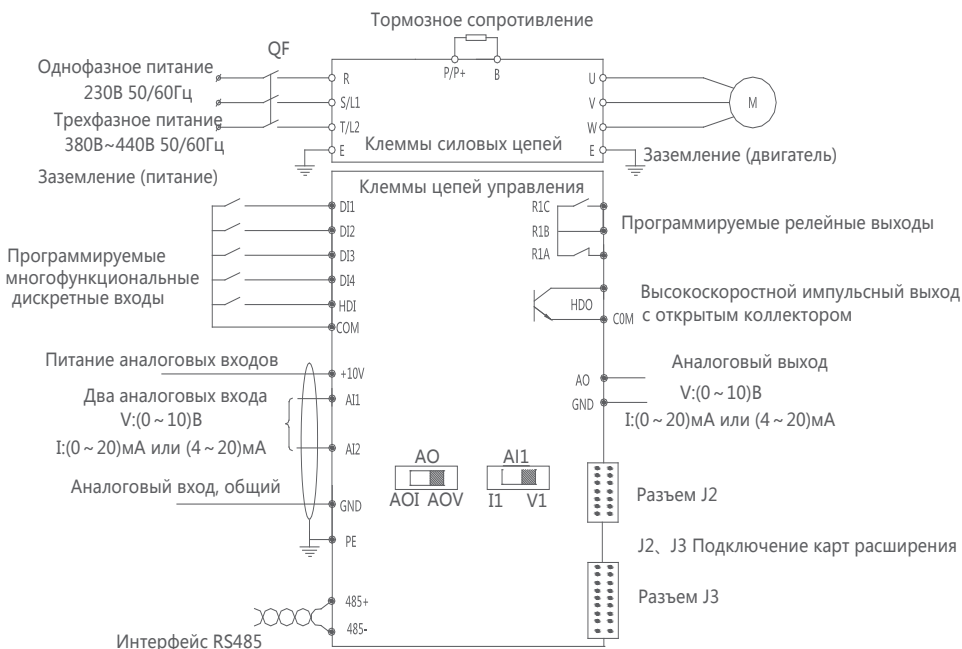 Тормозное сопротивление
QF
P/P+ B
Однофазное питание
230В 50/60Гц
Трехфазное питание
380В~440В 50/60Гц
R
S/L1
T/L2
E
U
V
W
E
M
Клеммы силовых цепей
Заземление (двигатель)
Заземление (питание)
Клеммы цепей управления
DI1
DI2
DI3
DI4
HDI
COM
Программируемые
многофункциональные
дискретные входы
R1C
R1B
R1A
Программируемые релейные выходы
HDO
COM
Высокоскоростной импульсный выход
с открытым коллектором
Питание аналоговых входов
+10V
Два аналоговых входа
V:(0～10)В
I:(0～20)мА или (4～20)мА
AI1
AI2
Аналоговый вход, общий
GND
PE
Аналоговый выход
AO
V:(0～10)В
GND
I:(0～20)мА или (4～20)мА
AO
AOI AOV
AI1
I1 V1
Разъем J2
J2、J3 Подключение карт расширения
Разъем J3
485+
485-
Интерфейс RS485